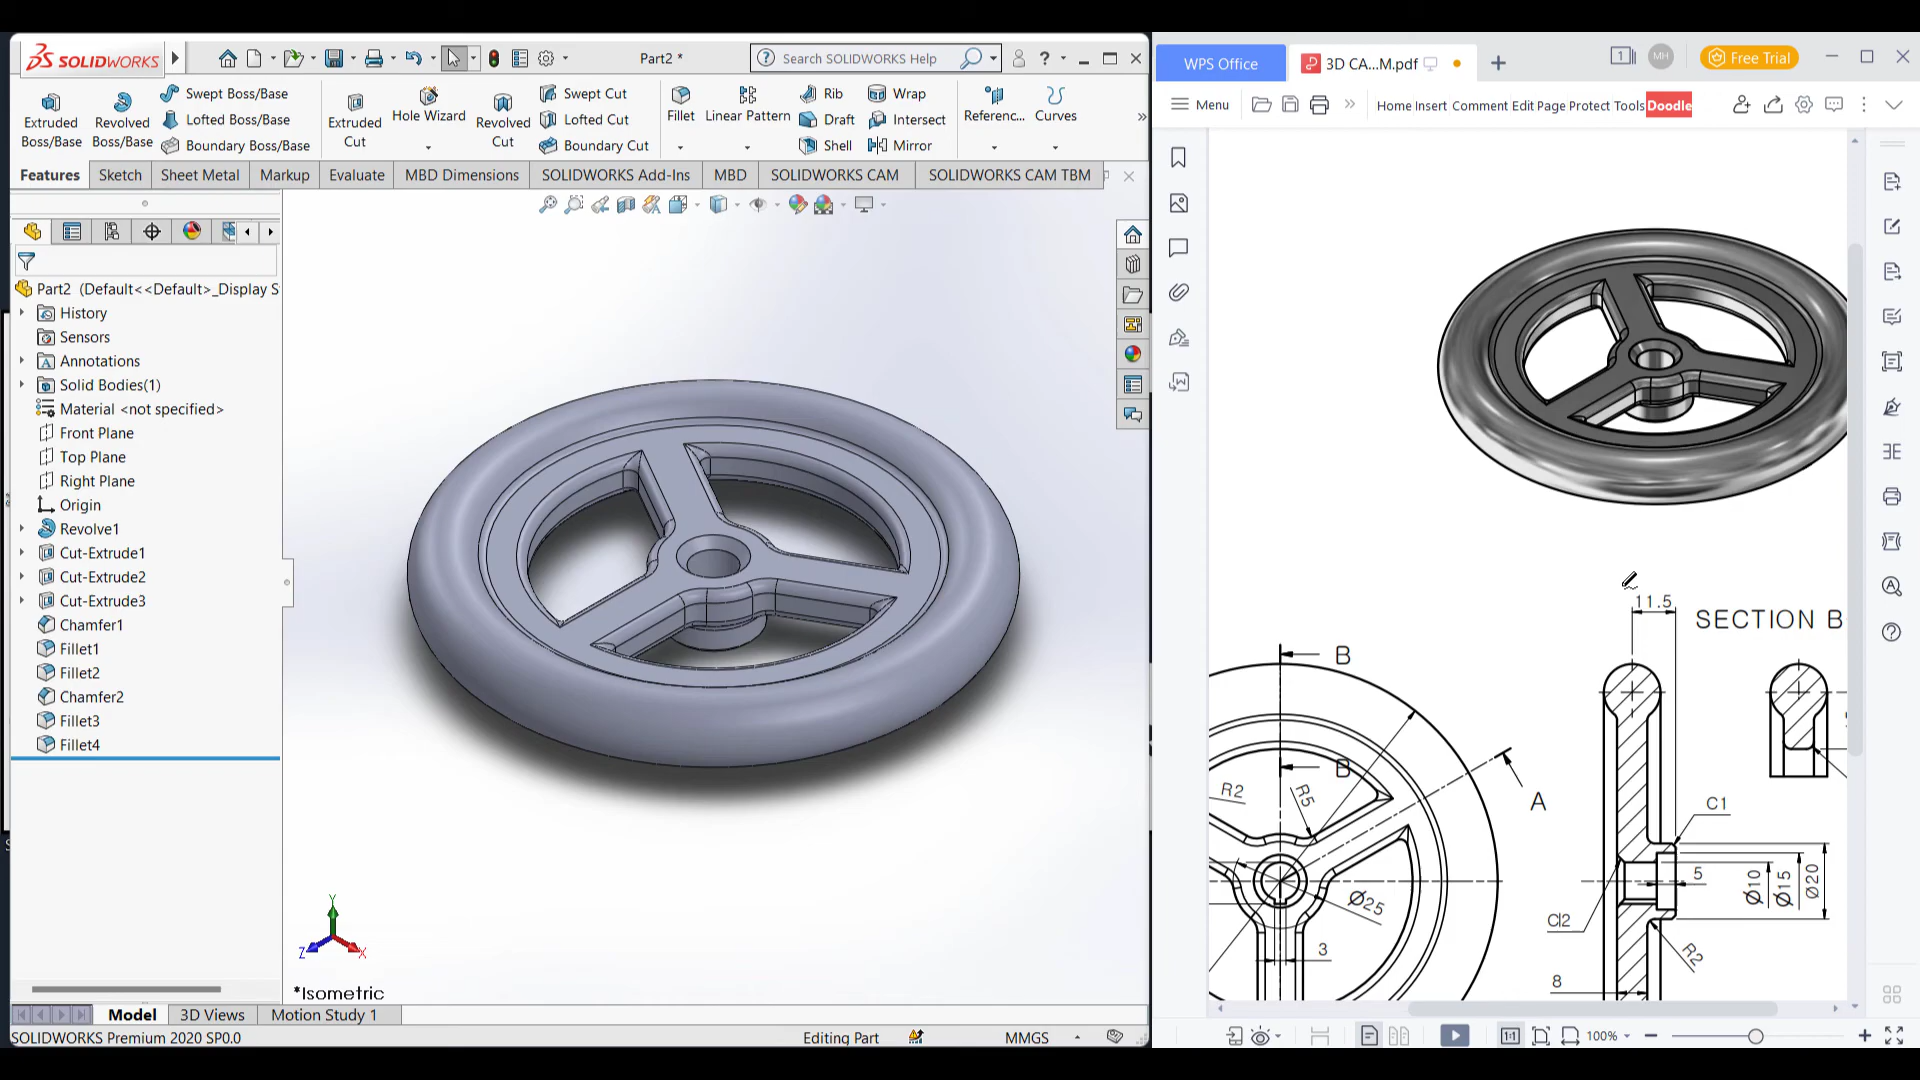 SOLIDWORKS
Part2 *
Search SOLIDWORKS Help
?
Extruded Boss/Base
Revolved Boss/Base
Swept Boss/Base
Lofted Boss/Base
Boundary Boss/Base
Extruded Cut
Hole Wizard
Revolved Cut
Swept Cut
Lofted Cut
Boundary Cut
Fillet
Linear Pattern
Rib
Draft
Shell
Wrap
Intersect
Mirror
Referenc...
Curves
Features
Sketch
Sheet Metal
Markup
Evaluate
MBD Dimensions
SOLIDWORKS Add-Ins
MBD
SOLIDWORKS CAM
SOLIDWORKS CAM TBM
Part2 (Default<<Default>_Display S
History
Sensors
Annotations
Solid Bodies(1)
Material <not specified>
Front Plane
Top Plane
Right Plane
Origin
Revolve1
Cut-Extrude1
Cut-Extrude2
Cut-Extrude3
Chamfer1
Fillet1
Fillet2
Chamfer2
Fillet3
Fillet4
Y
Z
X
*Isometric
Model
3D Views
Motion Study 1
SOLIDWORKS Premium 2020 SP0.0
Editing Part
MMGS
WPS Office
3D CA...M.pdf
1
MH
Free Trial
Menu
Home Insert Comment Edit Page Protect Tools Doodle
11.5
SECTION B
B
B
R2
R5
A
Ø25
3
C1
5
Ø10
Ø15
Ø20
Cl2
R2
8
100%